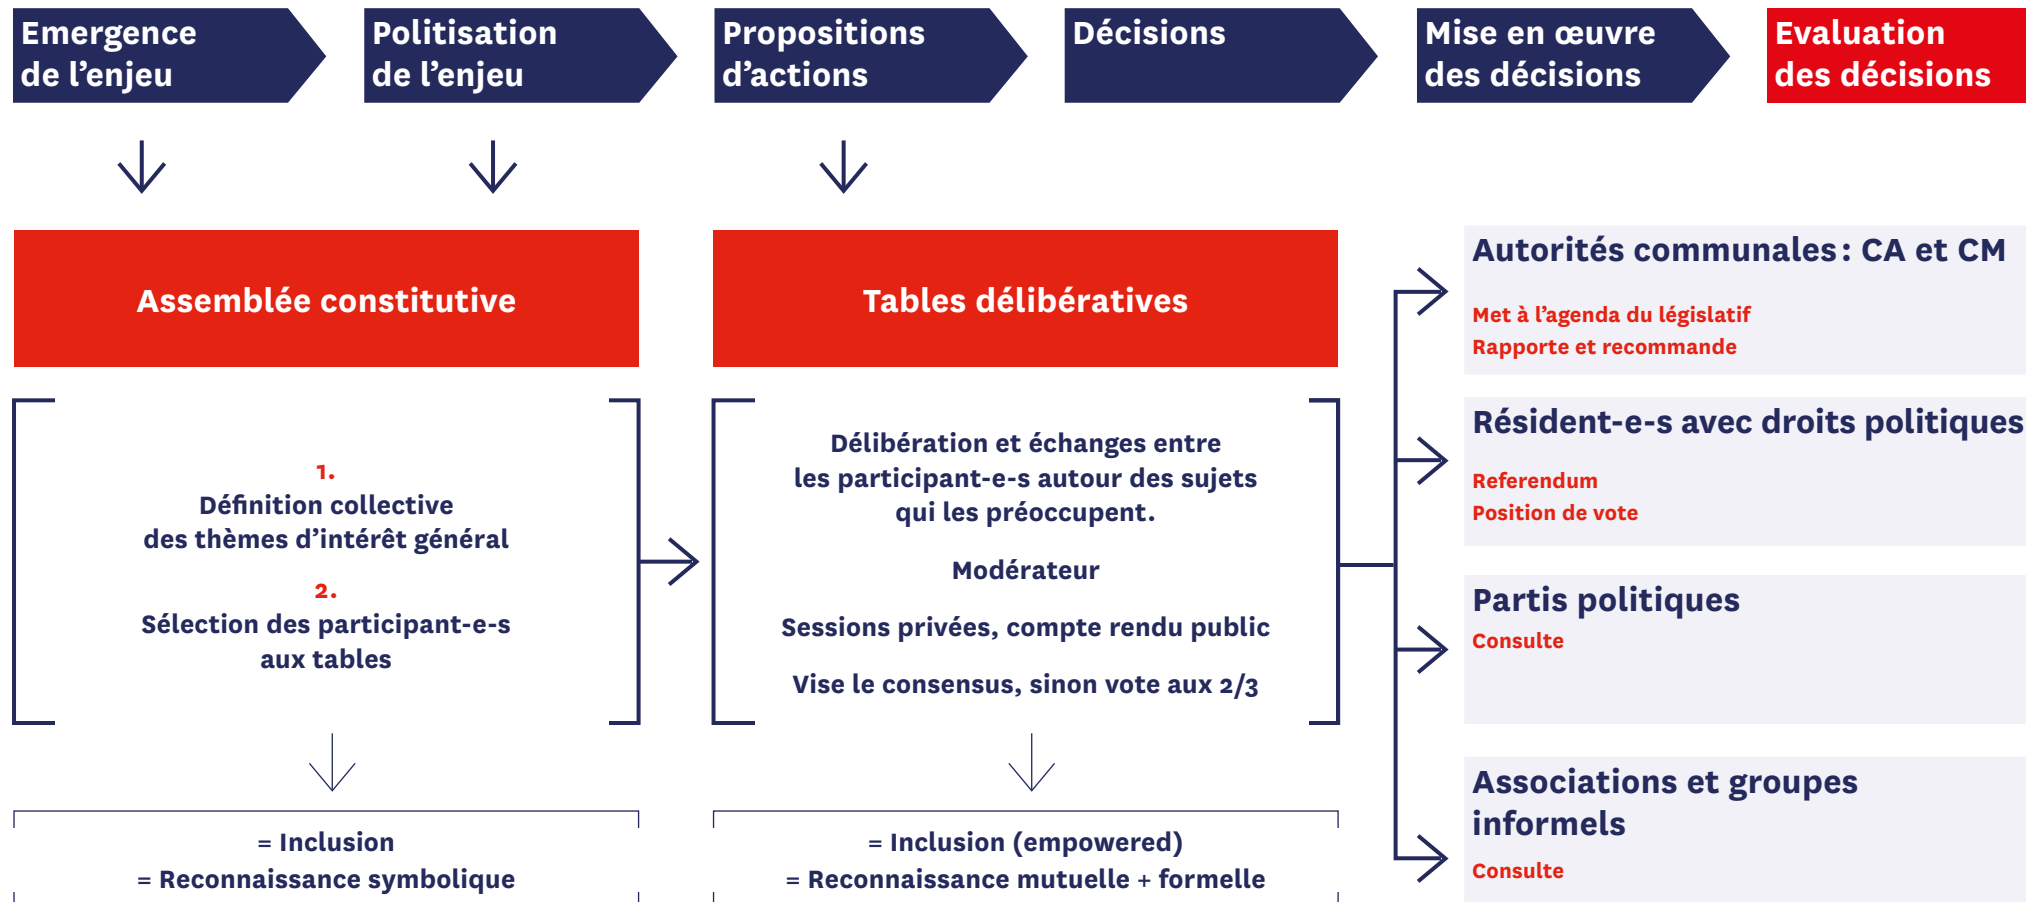 Emergence
de l’enjeu
Politisation
de l’enjeu
Propositions
d’actions
Décisions
Mise en œuvre
des décisions
Evaluation
des décisions
Assemblée constitutive
1.
Définition collective
des thèmes d’intérêt général
2.
Sélection des participant-e-s
aux tables
= Inclusion
= Reconnaissance symbolique
Tables délibératives
Délibération et échanges entre
les participant-e-s autour des sujets
qui les préoccupent.
Modérateur
Sessions privées, compte rendu public
Vise le consensus, sinon vote aux 2/3
= Inclusion (empowered)
= Reconnaissance mutuelle + formelle
Autorités communales : CA et CM
Met à l’agenda du législatif
Rapporte et recommande
Résident-e-s avec droits politiques
Referendum
Position de vote
Partis politiques
Consulte
Associations et groupes
informels
Consulte